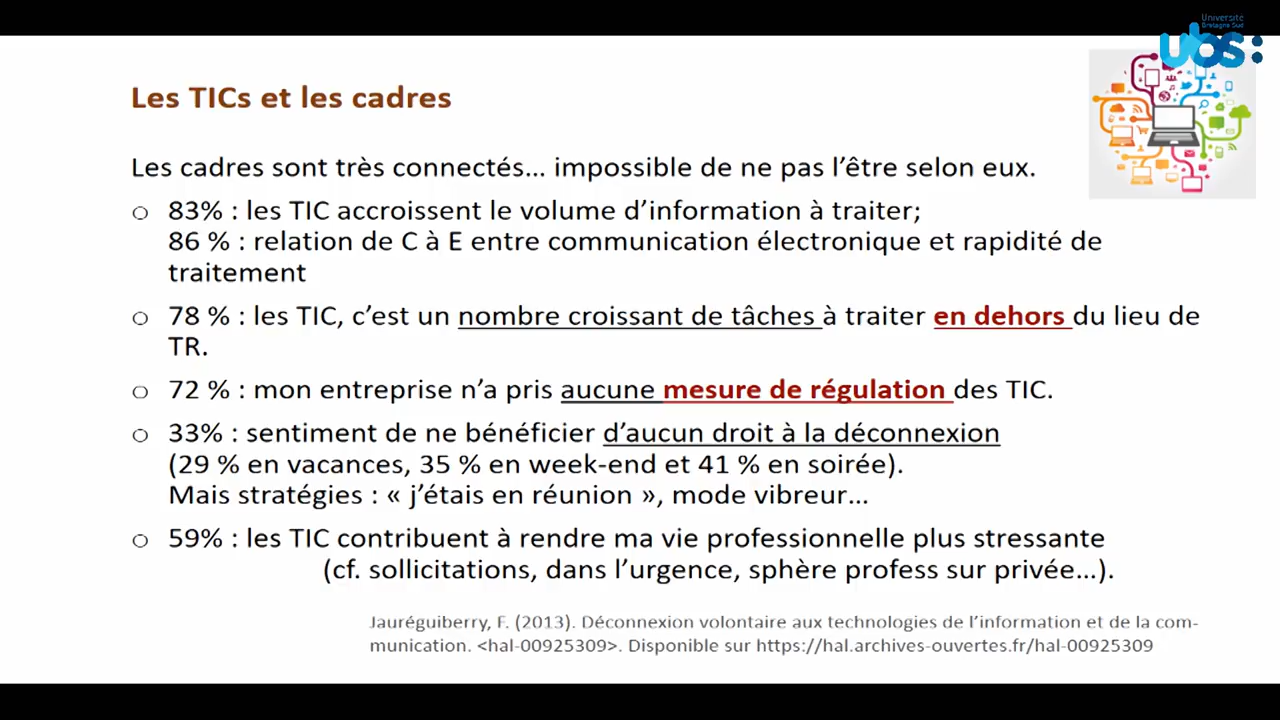 Université
Bretagne Sud
ubs:
Les TICs et les cadres
Les cadres sont très connectés... impossible de ne pas l’être selon eux.
83% : les TIC accroissent le volume d’information à traiter;
86 % : relation de C à E entre communication électronique et rapidité de
traitement
78 % : les TIC, c’est un nombre croissant de tâches à traiter en dehors du lieu de
TR.
72 % : mon entreprise n’a pris aucune mesure de régulation des TIC.
33% : sentiment de ne bénéficier d’aucun droit à la déconnexion
(29 % en vacances, 35 % en week-end et 41 % en soirée).
Mais stratégies : « j’étais en réunion », mode vibreur...
59% : les TIC contribuent à rendre ma vie professionnelle plus stressante
(cf. sollicitations, dans l’urgence, sphère profess sur privée...).
Jauréguiberry, F. (2013). Déconnexion volontaire aux technologies de l’information et de la com-
munication. <hal-00925309>. Disponible sur https://hal.archives-ouvertes.fr/hal-00925309